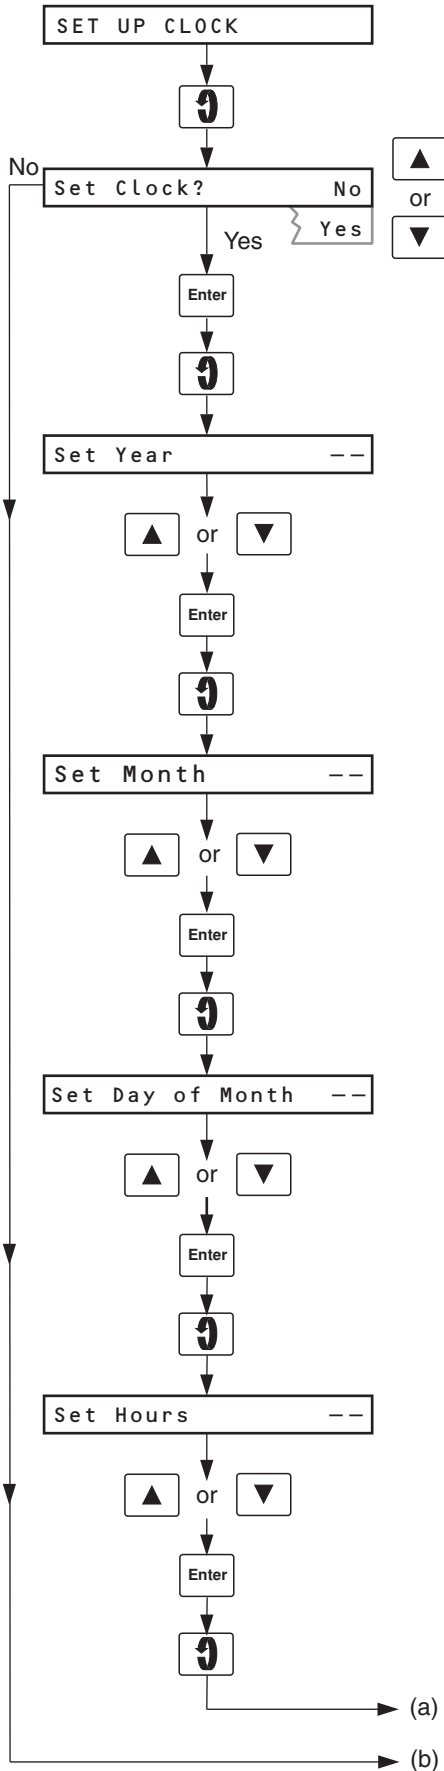 SET UP CLOCK
No
Set Clock? No
or
Yes
Yes
Enter
Set Year – –
or
Enter
Set Month – –
or
Enter
Set Day of Month – –
or
Enter
Set Hours – –
or
Enter
(a)
(b)